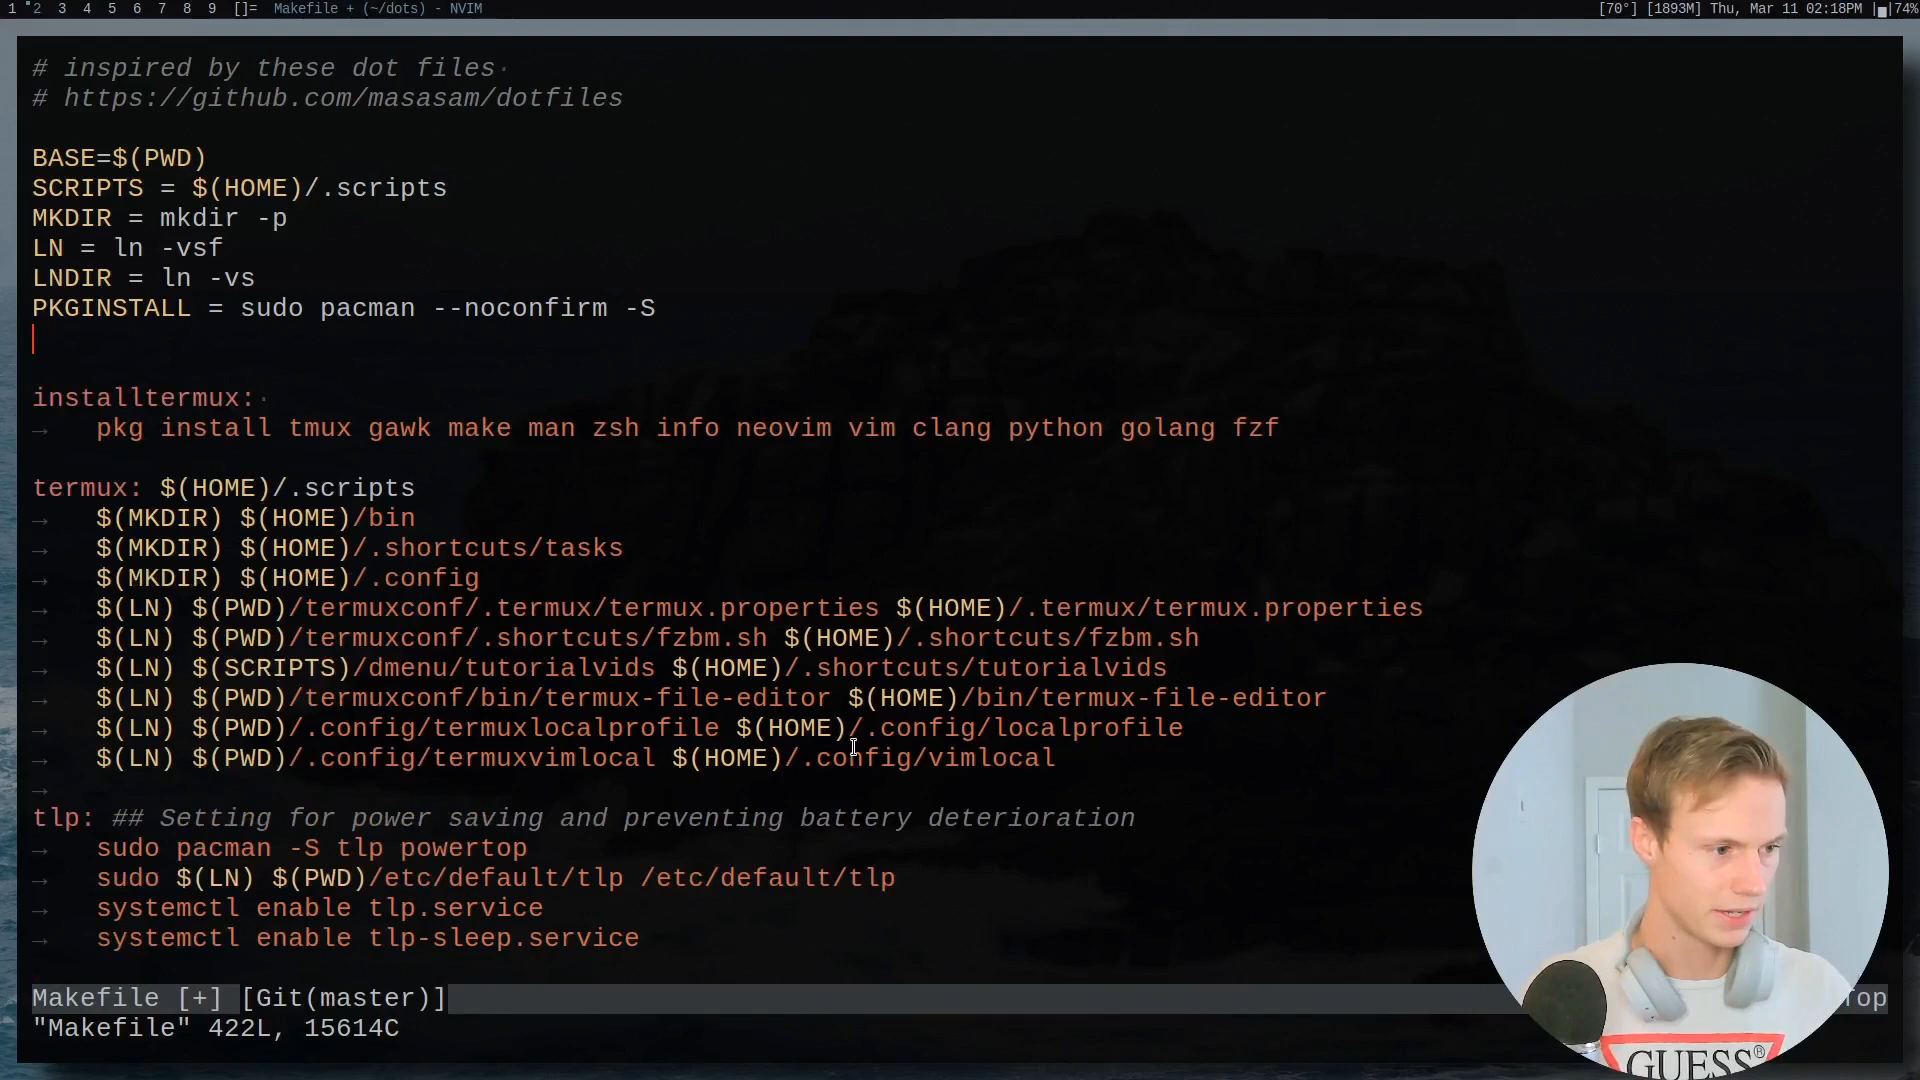 1 2 3 4 5 6 7 8 9 []= Makefile + (~/dots) - NVIM [70°] [1893M] Thu, Mar 11 02:18PM |74%
# inspired by these dot files
# https://github.com/masasam/dotfiles
BASE=$(PWD)
SCRIPTS = $(HOME)/.scripts
MKDIR = mkdir -p
LN = ln -vsf
LNDIR = ln -vs
PKGINSTALL = sudo pacman --noconfirm -S
installtermux:
→ pkg install tmux gawk make man zsh info neovim vim clang python golang fzf
termux: $(HOME)/.scripts
→ $(MKDIR) $(HOME)/bin
→ $(MKDIR) $(HOME)/.shortcuts/tasks
→ $(MKDIR) $(HOME)/.config
→ $(LN) $(PWD)/termuxconf/.termux/termux.properties $(HOME)/.termux/termux.properties
→ $(LN) $(PWD)/termuxconf/.shortcuts/fzbm.sh $(HOME)/.shortcuts/fzbm.sh
→ $(LN) $(SCRIPTS)/dmenu/tutorialvids $(HOME)/.shortcuts/tutorialvids
→ $(LN) $(PWD)/termuxconf/bin/termux-file-editor $(HOME)/bin/termux-file-editor
→ $(LN) $(PWD)/.config/termuxlocalprofile $(HOME)/.config/localprofile
→ $(LN) $(PWD)/.config/termuxvimlocal $(HOME)/.config/vimlocal
→
tlp: ## Setting for power saving and preventing battery deterioration
→ sudo pacman -S tlp powertop
→ sudo $(LN) $(PWD)/etc/default/tlp /etc/default/tlp
→ systemctl enable tlp.service
→ systemctl enable tlp-sleep.service
Makefile [+] [Git(master)] Top
"Makefile" 422L, 15614C
GUESS®